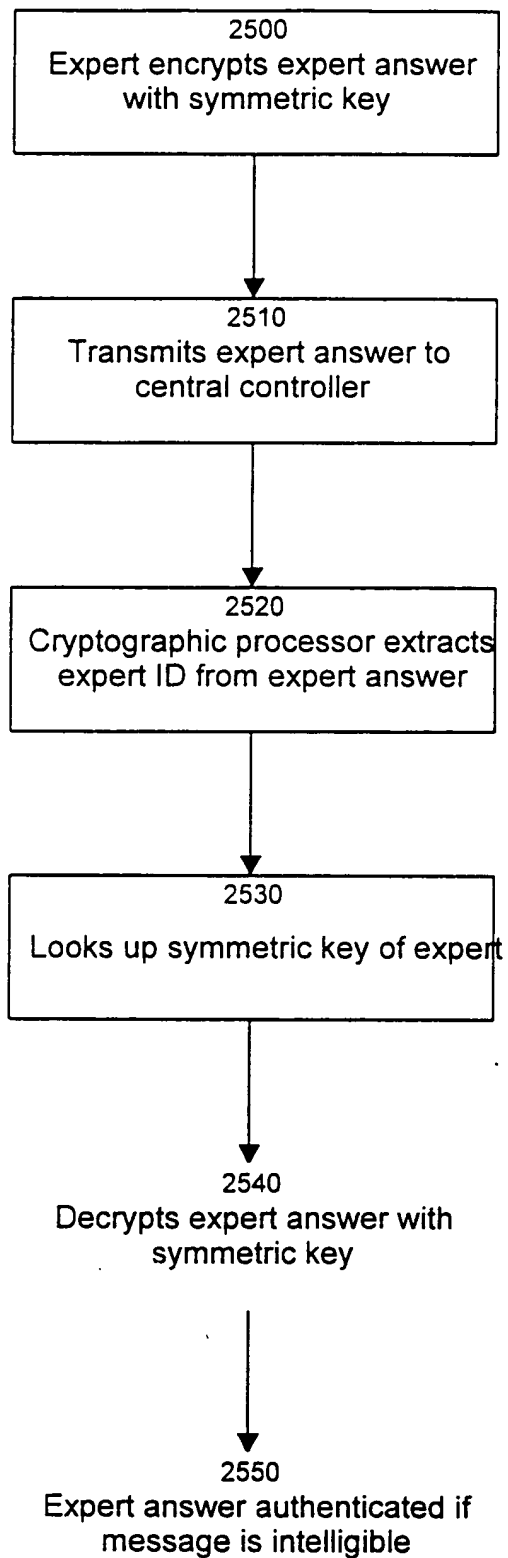 2500
Expert encrypts expert answer
with symmetric key
2510
Transmits expert answer to
central controller
2520
Cryptographic processor extracts
expert ID from expert answer
2530
Looks up symmetric key of expert
2540
Decrypts expert answer with
symmetric key
2550
Expert answer authenticated if
message is intelligible